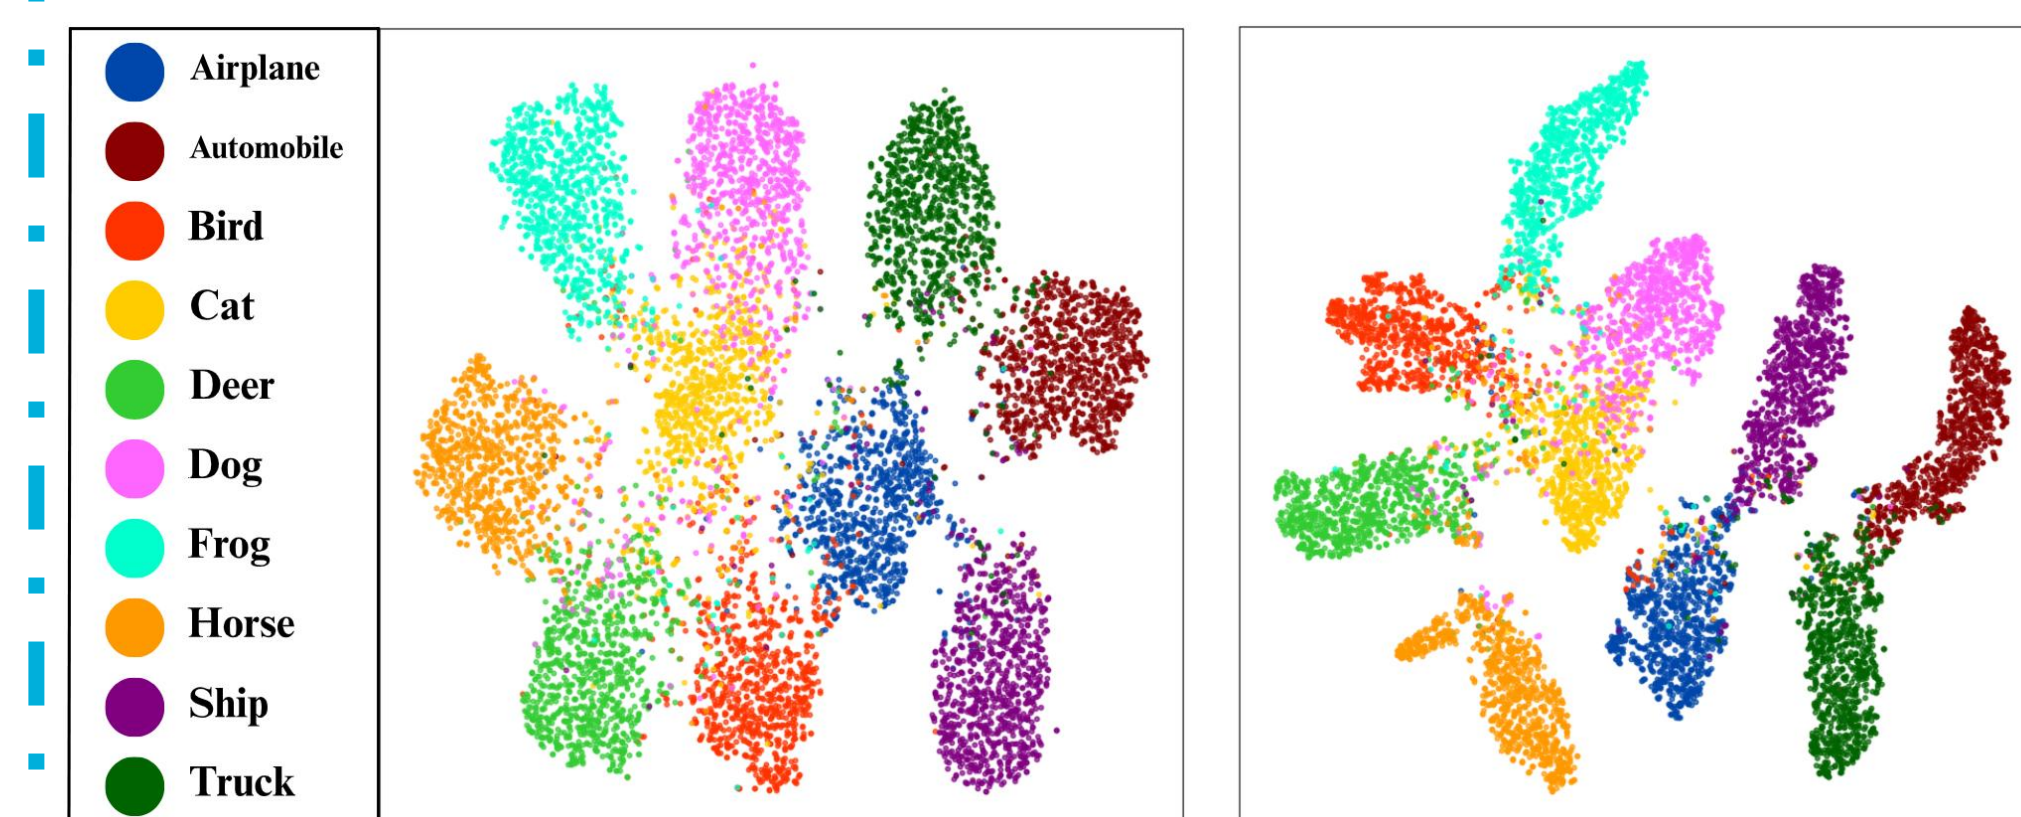 Airplane
Automobile
Bird
Cat
Deer
Dog
Frog
Horse
Ship
Truck